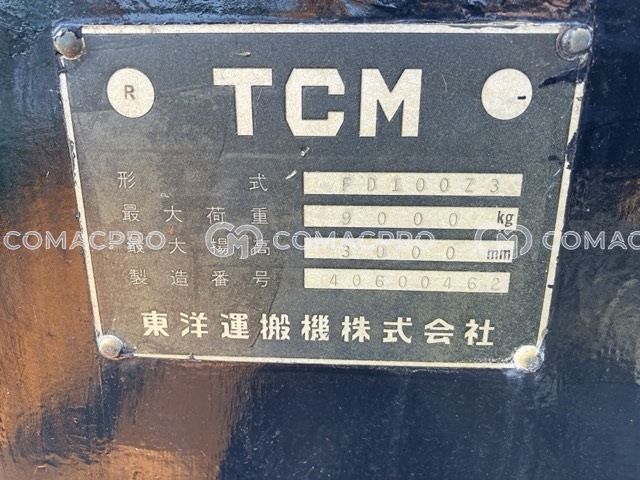 R TCM -
形式 FD100Z3
最大荷重 9000 kg
最大揚高 3000 mm
製造番号 40600462
東洋運搬機株式会社
COMACPRO COMACPRO COMACPRO